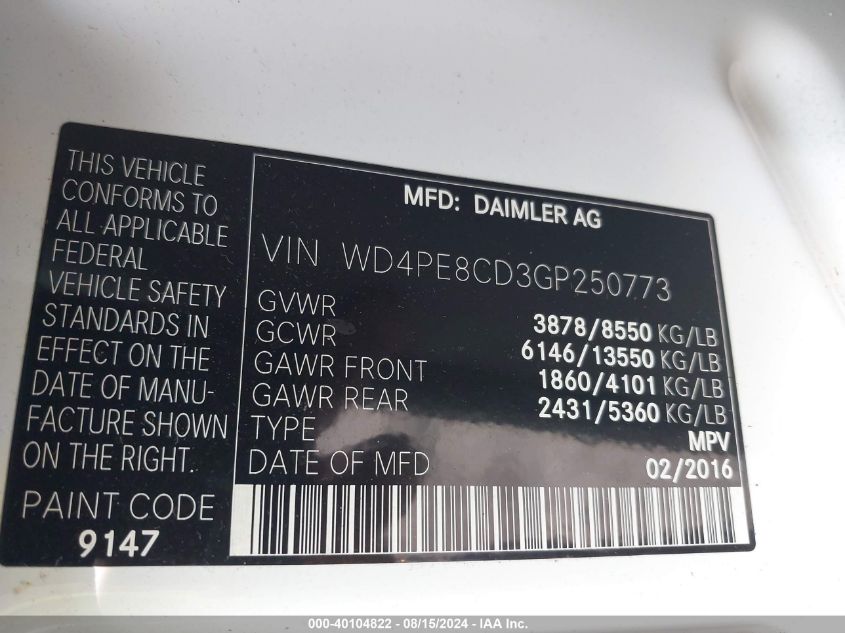 THIS VEHICLE
CONFORMS TO
ALL APPLICABLE
FEDERAL
VEHICLE SAFETY
STANDARDS IN
EFFECT ON THE
DATE OF MANU-
FACTURE SHOWN
ON THE RIGHT.
PAINT CODE
9147
MFD: DAIMLER AG
VIN WD4PE8CD3GP250773
GVWR 3878/8550 KG/LB
GCWR 6146/13550 KG/LB
GAWR FRONT 1860/4101 KG/LB
GAWR REAR 2431/5360 KG/LB
TYPE MPV
DATE OF MFD 02/2016
000-40104822 - 08/15/2024 - IAA Inc.